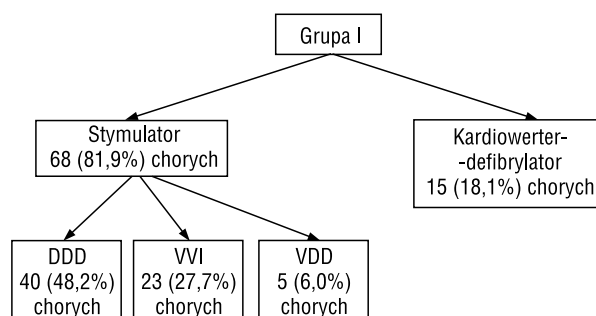 Grupa I
Stymulator
68 (81,9%) chorych
Kardiowerter-
-defibrylator
15 (18,1%) chorych
DDD
40 (48,2%)
chorych
VVI
23 (27,7%)
chorych
VDD
5 (6,0%)
chorych